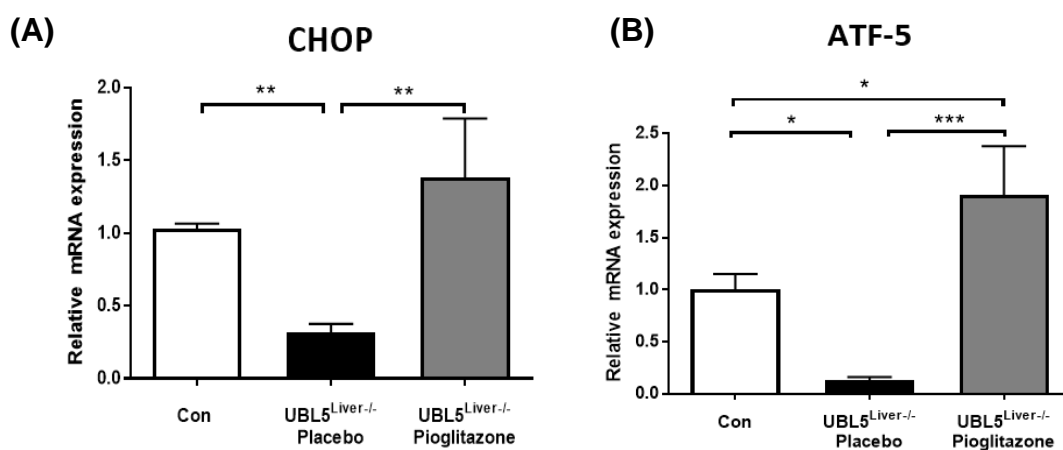 (A)
CHOP
Relative mRNA expression
2.0
1.5
1.0
0.5
0.0
**
**
Con
UBL5Liver-/-
Placebo
UBL5Liver-/-
Pioglitazone
(B)
ATF-5
Relative mRNA expression
2.5
2.0
1.5
1.0
0.5
0.0
*
*
***
Con
UBL5Liver-/-
Placebo
UBL5Liver-/-
Pioglitazone